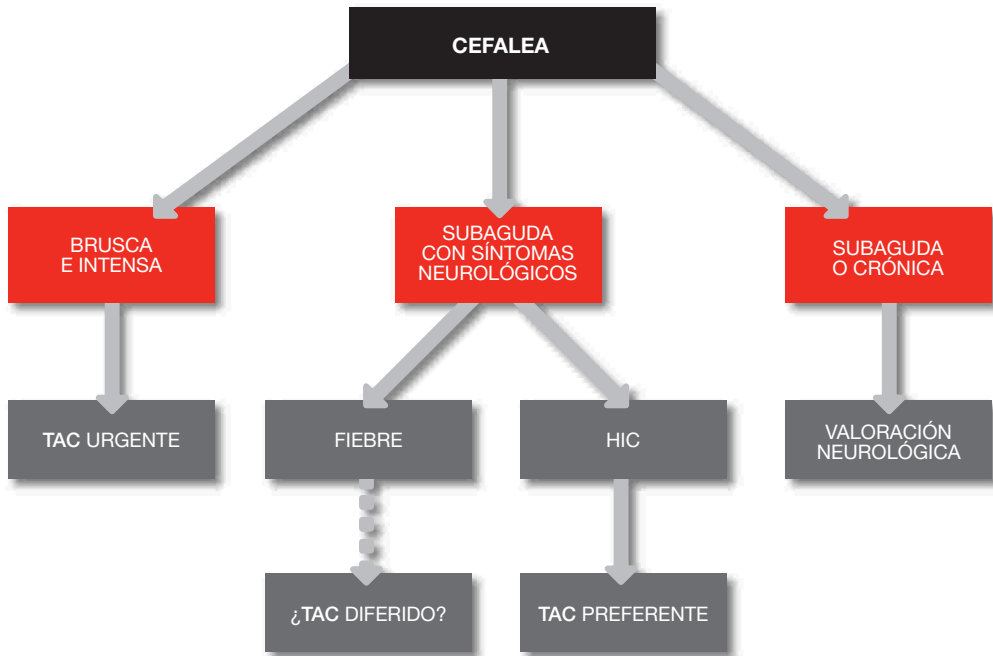 CEFALEA
BRUSCA
E INTENSA
SUBAGUDA
CON SÍNTOMAS
NEUROLÓGICOS
SUBAGUDA
O CRÓNICA
TAC URGENTE
FIEBRE
HIC
VALORACIÓN
NEUROLÓGICA
¿TAC DIFERIDO?
TAC PREFERENTE